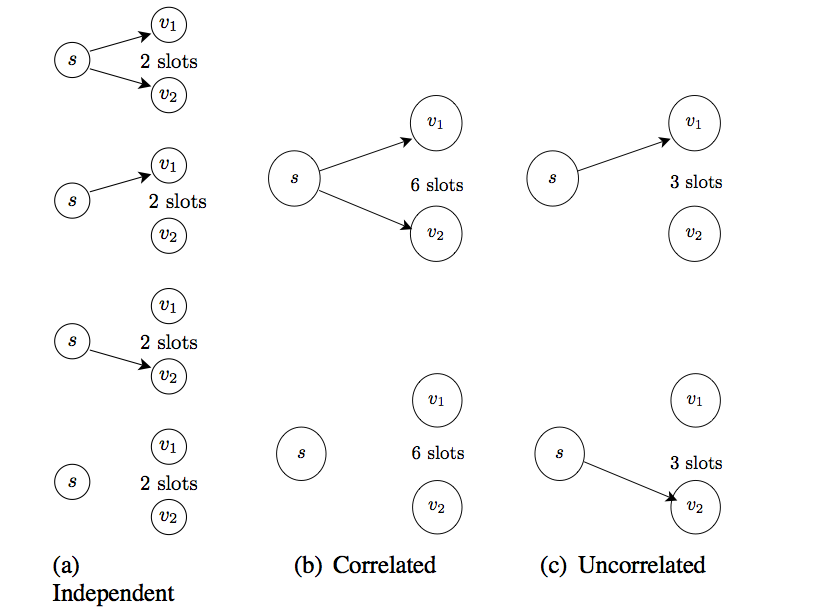 v₁
s
2 slots
v₂
v₁
s
2 slots
v₂
v₁
s
2 slots
v₂
v₁
s
2 slots
v₂
(a)
Independent
v₁
s
6 slots
v₂
v₁
s
6 slots
v₂
(b) Correlated
v₁
s
3 slots
v₂
v₁
s
3 slots
v₂
(c) Uncorrelated